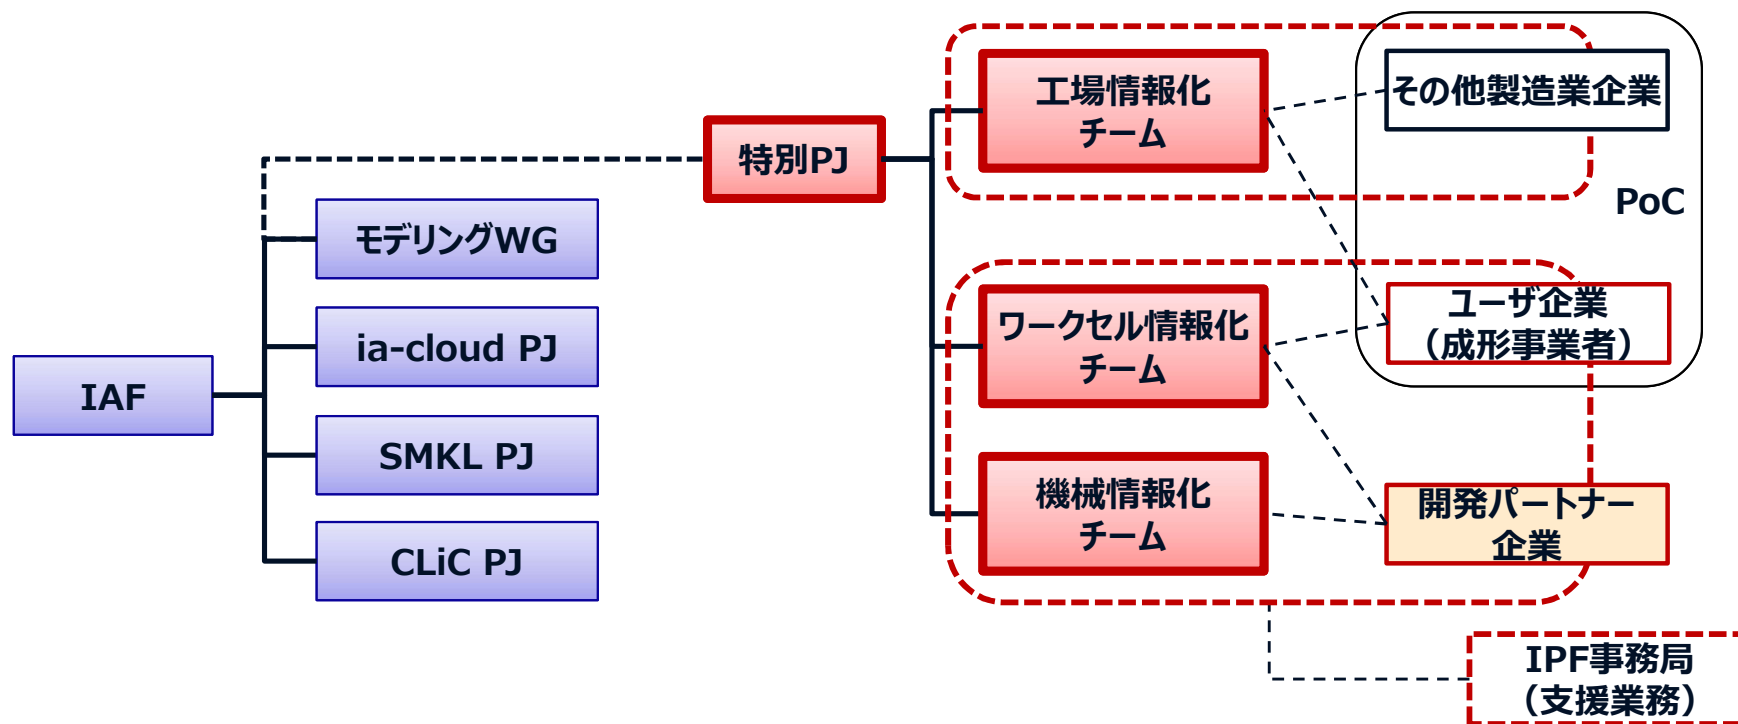 IAF
モデリングWG
ia-cloud PJ
SMKL PJ
CLiC PJ
特別PJ
工場情報化
チーム
ワークセル情報化
チーム
機械情報化
チーム
その他製造業企業
PoC
ユーザ企業
（成形事業者）
開発パートナー
企業
IPF事務局
（支援業務）